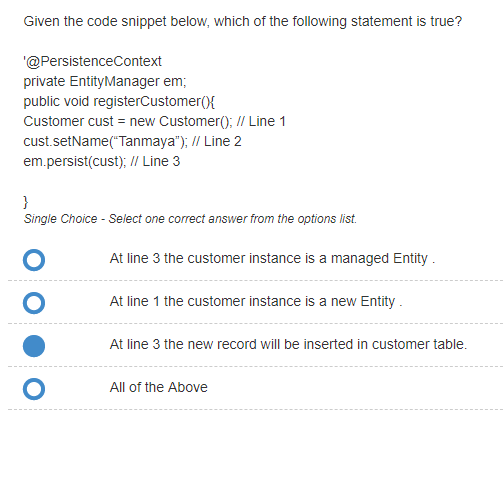 Given the code snippet below, which of the following statement is true?
'@PersistenceContext
private EntityManager em;
public void registerCustomer(){
Customer cust = new Customer(); // Line 1
cust.setName(“Tanmaya”); // Line 2
em.persist(cust); // Line 3
}
Single Choice - Select one correct answer from the options list.
At line 3 the customer instance is a managed Entity .
At line 1 the customer instance is a new Entity .
At line 3 the new record will be inserted in customer table.
All of the Above